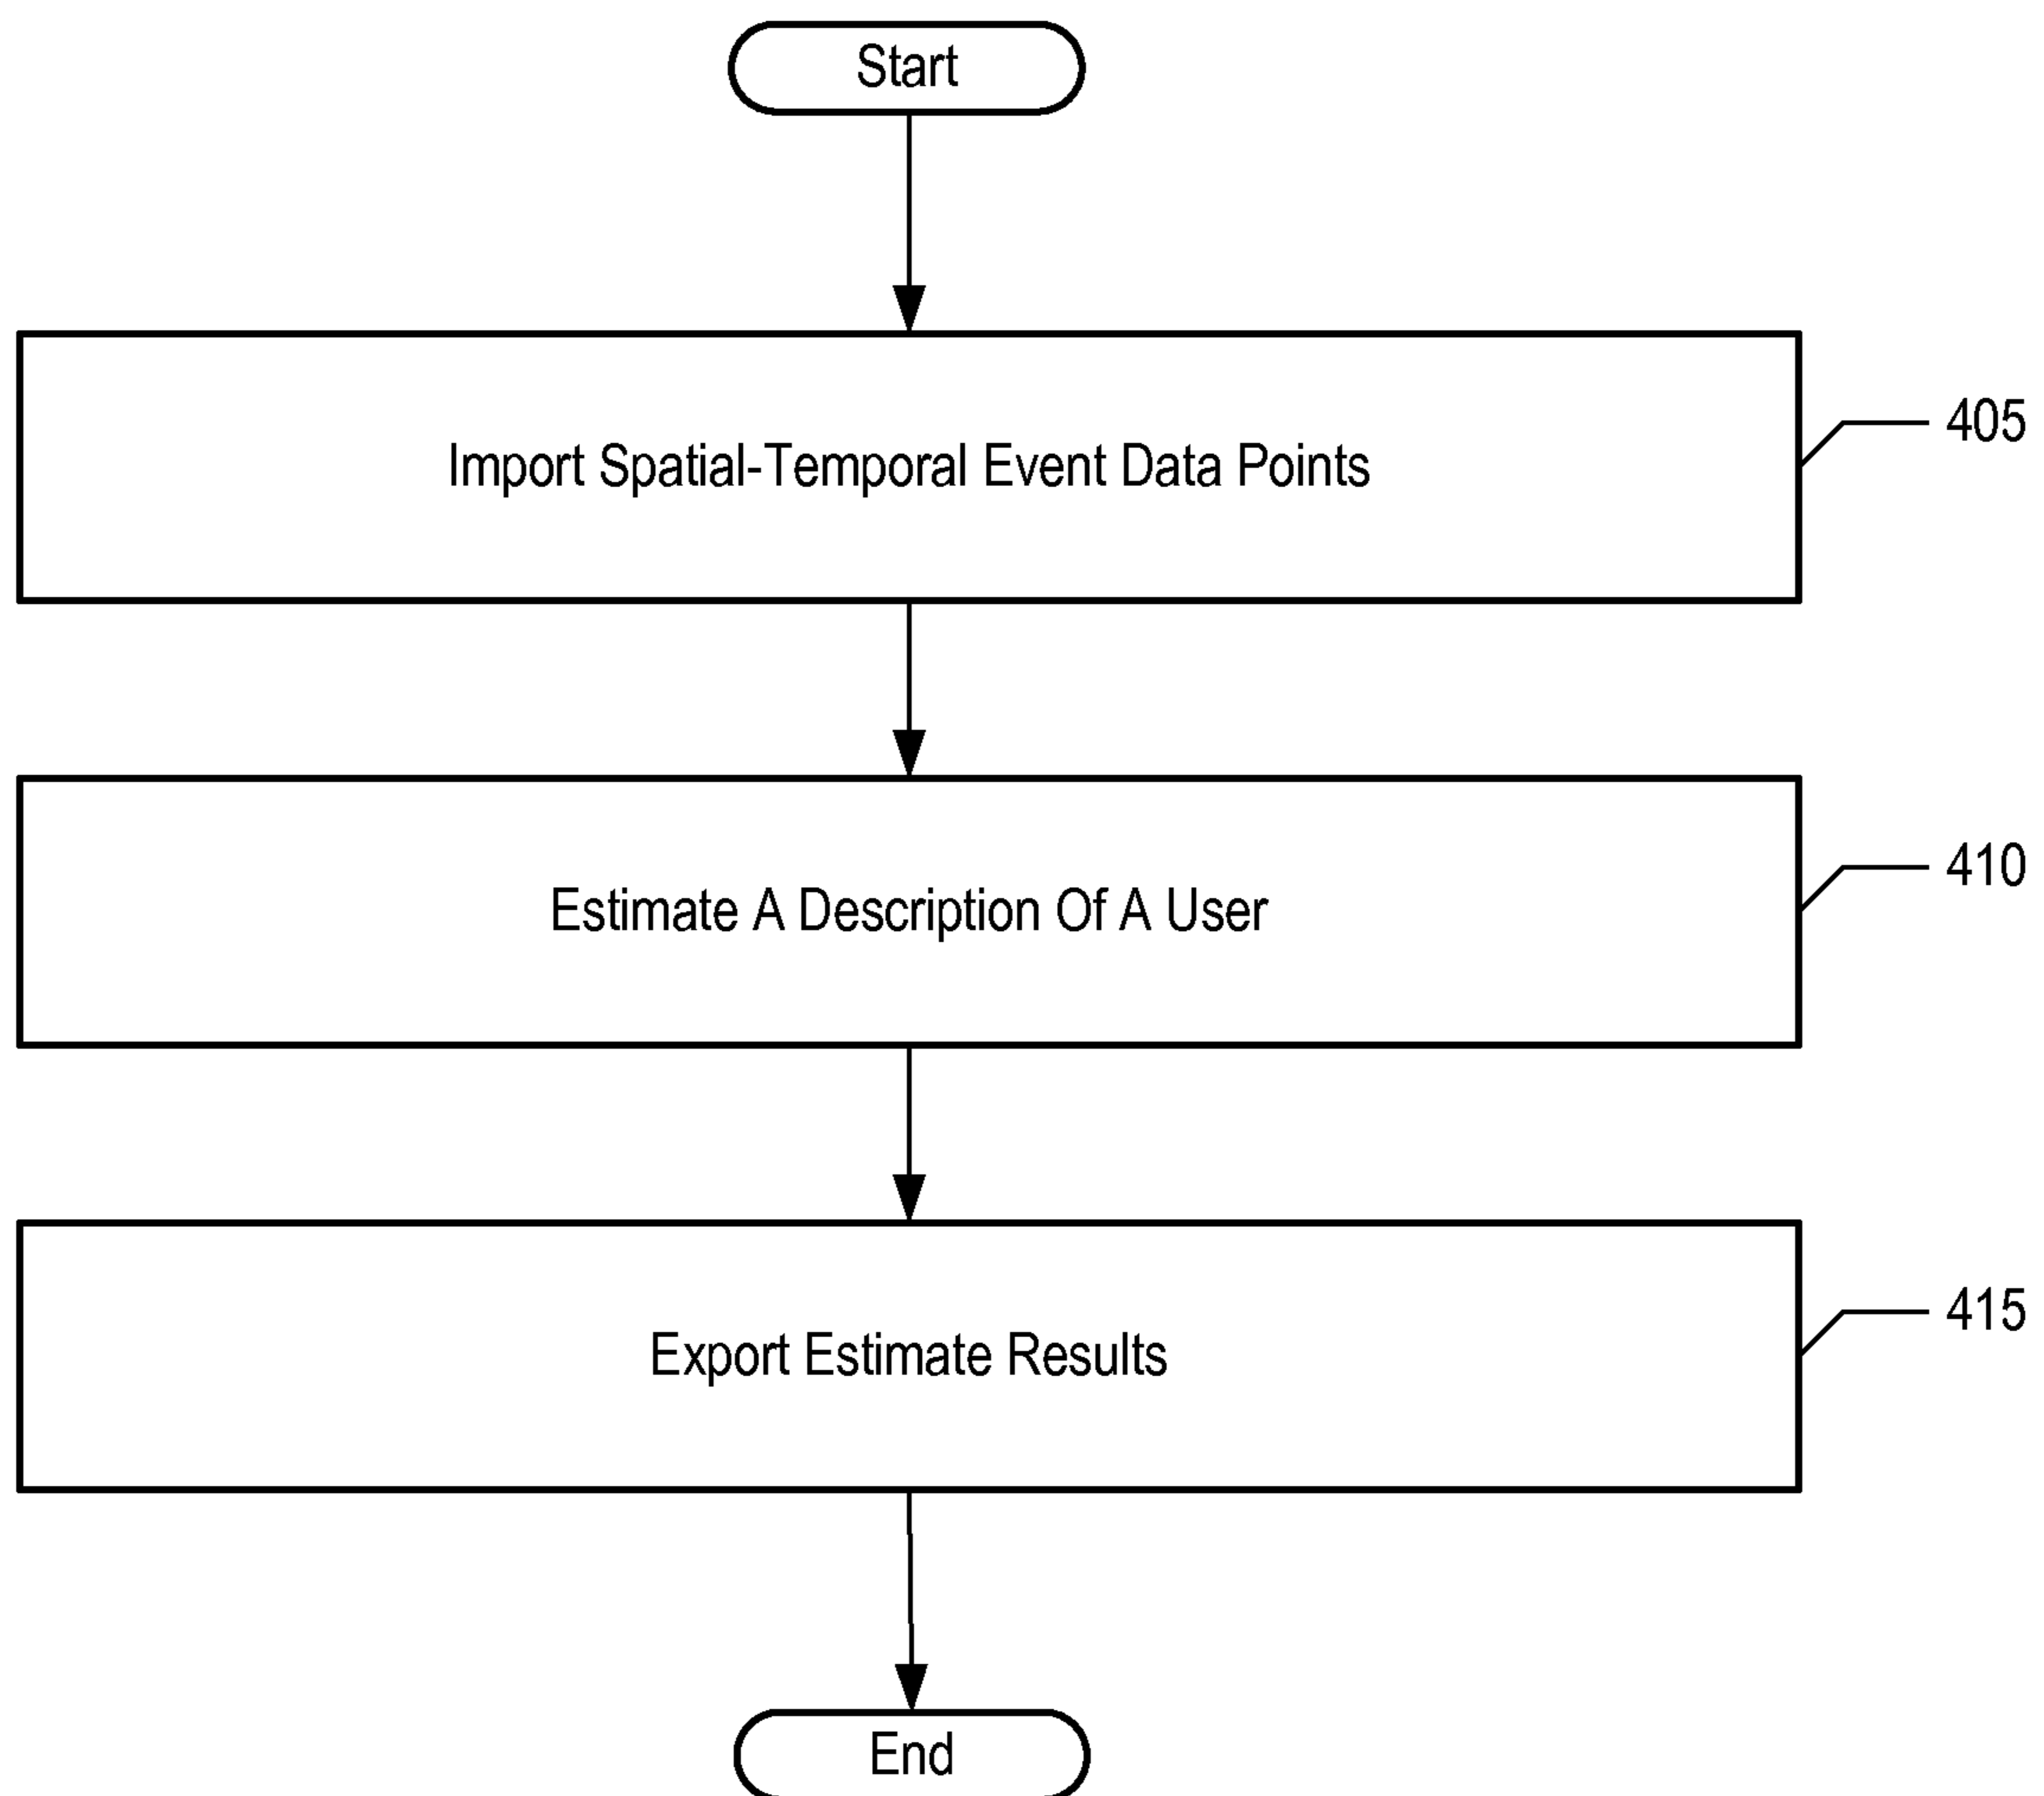 Start
Import Spatial-Temporal Event Data Points
405
Estimate A Description Of A User
410
Export Estimate Results
415
End